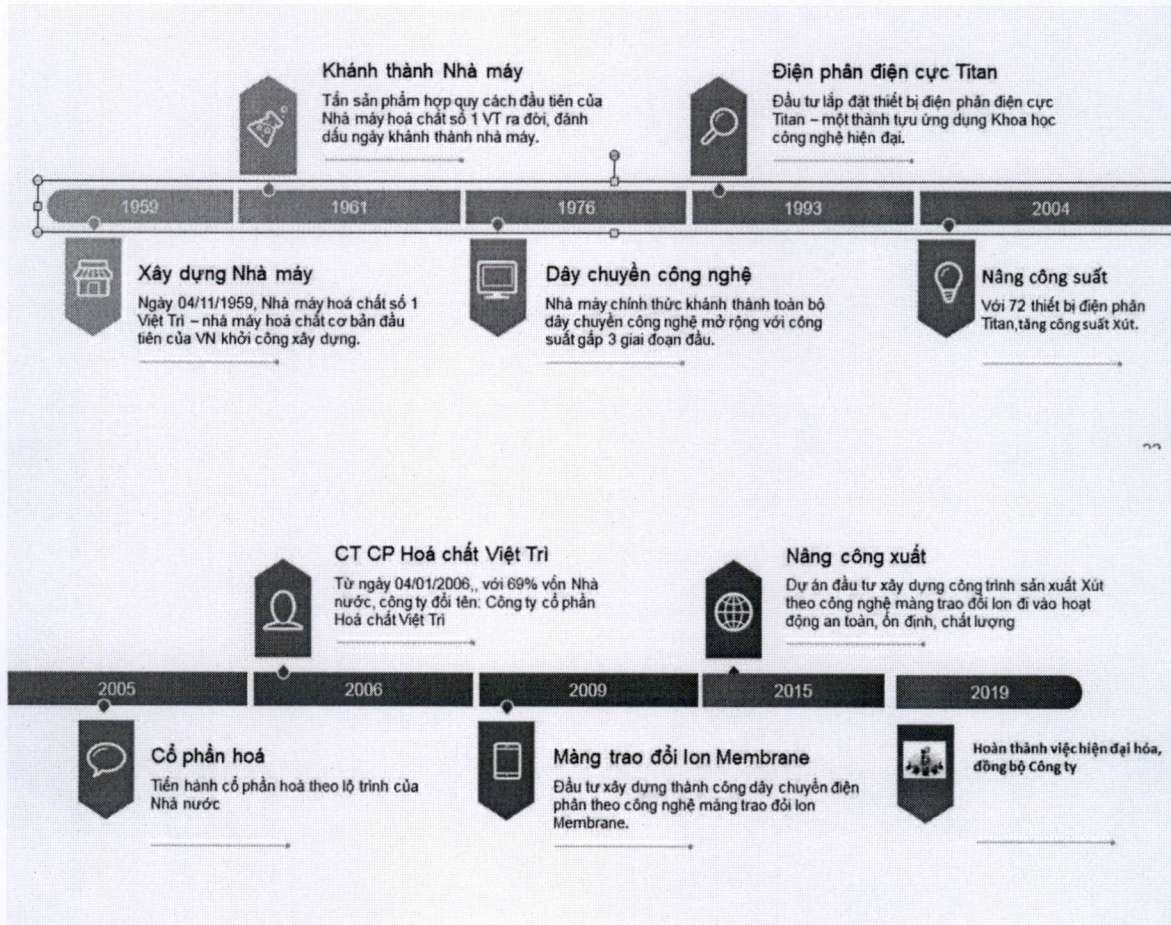 Khánh thành Nhà máy
Tấn sản phẩm hợp quy cách đầu tiên của
Nhà máy hoá chất số 1 VT ra đời, đánh
dấu ngày khánh thành nhà máy.
Điện phân điện cực Titan
Đầu tư lắp đặt thiết bị điện phân điện cực
Titan – một thành tựu ứng dụng Khoa học
công nghệ hiện đại.
1959
1961
1976
1993
2004
Xây dựng Nhà máy
Ngày 04/11/1959, Nhà máy hoá chất số 1
Việt Trì – nhà máy hoá chất cơ bản đầu
tiên của VN khởi công xây dựng.
Dây chuyền công nghệ
Nhà máy chính thức khánh thành toàn bộ
dây chuyền công nghệ mở rộng với công
suất gấp 3 giai đoạn đầu.
Nâng công suất
Với 72 thiết bị điện phân
Titan,tăng công suất Xút.
CT CP Hoá chất Việt Trì
Từ ngày 04/01/2006,, với 69% vốn Nhà
nước, công ty đổi tên: Công ty cổ phần
Hoá chất Việt Trì
Nâng công xuất
Dự án đầu tư xây dựng công trình sản xuất Xút
theo công nghệ màng trao đổi Ion đi vào hoạt
động an toàn, ổn định, chất lượng
2005
2006
2009
2015
2019
Cổ phần hoá
Tiến hành cổ phần hoá theo lộ trình của
Nhà nước
Màng trao đổi Ion Membrane
Đầu tư xây dựng thành công dây chuyền điện
phân theo công nghệ màng trao đổi Ion
Membrane.
Hoàn thành việc hiện đại hóa,
đồng bộ Công ty